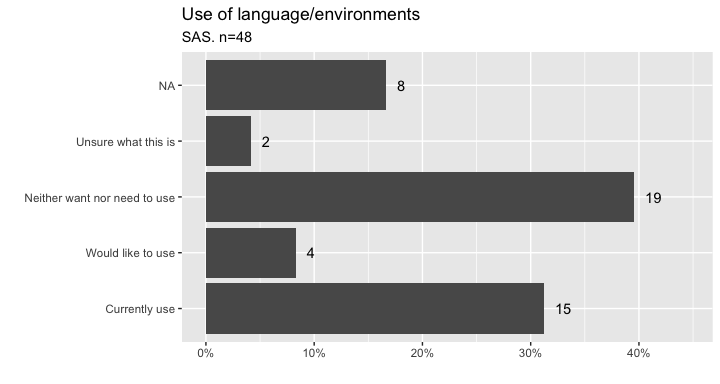 Use of language/environments
SAS. n=48
NA 8
Unsure what this is 2
Neither want nor need to use 19
Would like to use 4
Currently use 15
0% 10% 20% 30% 40%